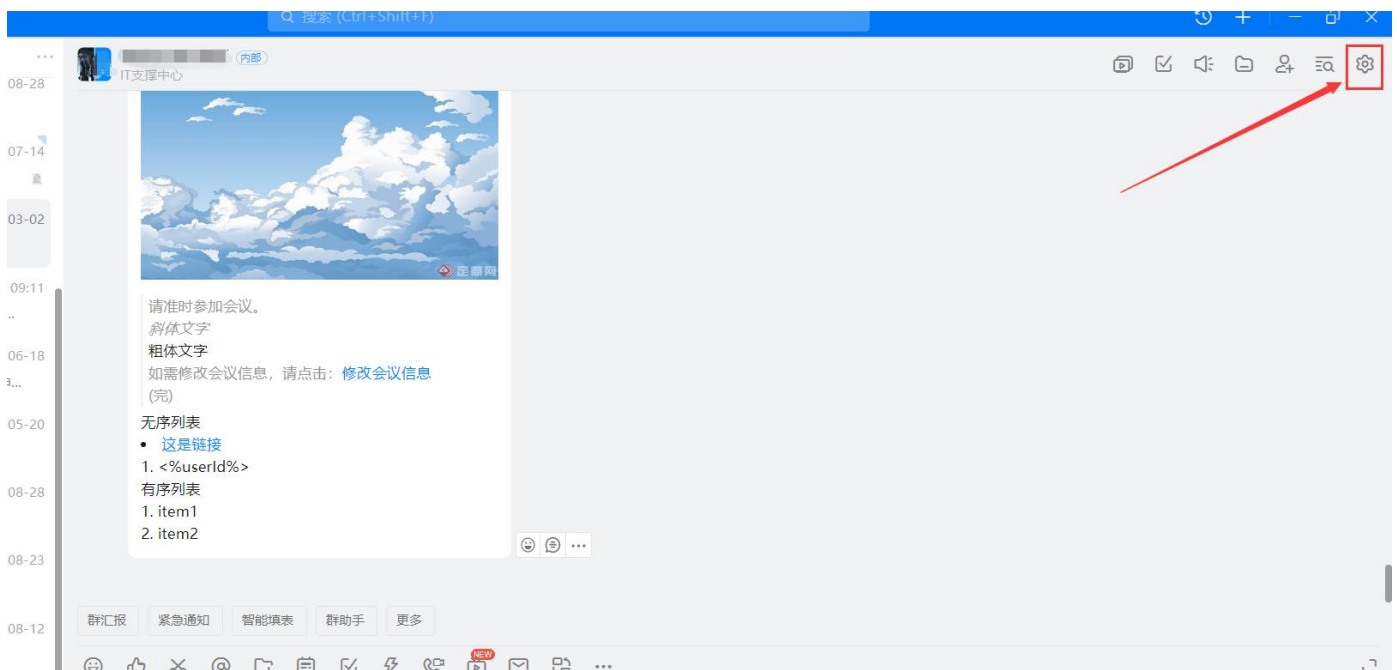 搜索 (Ctrl+Shift+F)
内部
IT支撑中心
08-28
07-14
03-02
09:11
..
06-18
...
05-20
08-28
08-23
08-12
请准时参加会议。
斜体文字
粗体文字
如需修改会议信息，请点击：修改会议信息
(完)
无序列表
• 这是链接
1. <%userId%>
有序列表
1. item1
2. item2
群汇报 紧急通知 智能填表 群助手 更多
NEW